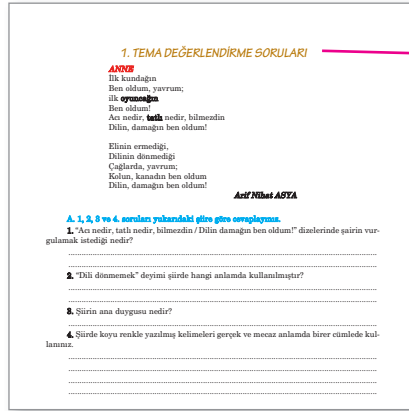 1. TEMA DEĞERLENDİRME SORULARI
ANNE
İlk kundağın
Ben oldum, yavrum;
ilk oyuncağın
Ben oldum!
Acı nedir, tatlı nedir, bilmezdin
Dilin, damağın ben oldum!
Elinin ermediği,
Dilinin dönmediği
Çağlarda, yavrum;
Kolun, kanadın ben oldum
Dilin, damağın ben oldum!
Arif Nihat ASYA
A. 1, 2, 3 ve 4. soruları yukarıdaki şiire göre cevaplayınız.
1. "Acı nedir, tatlı nedir, bilmezdin / Dilin damağın ben oldum!" dizelerinde şairin vur-
gulamak istediği nedir?
2. "Dili dönmemek" deyimi şiirde hangi anlamda kullanılmıştır?
3. Şiirin ana duygusu nedir?
4. Şiirde koyu renkle yazılmış kelimeleri gerçek ve mecaz anlamda birer cümlede kul-
lanınız.